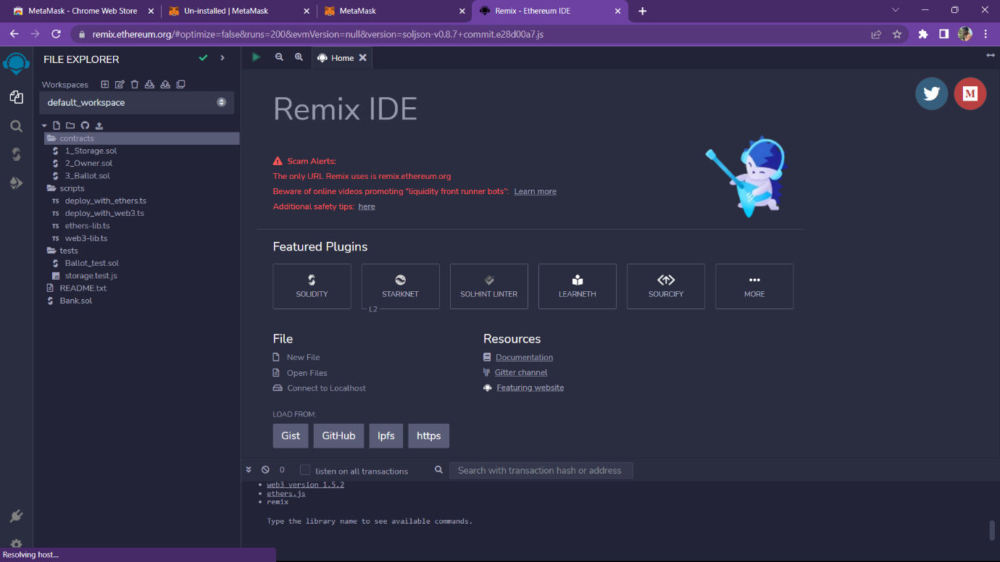 MetaMask - Chrome Web Store
Un-installed | MetaMask
MetaMask
Remix - Ethereum IDE
remix.ethereum.org/#optimize=false&runs=200&evmVersion=null&version=soljson-v0.8.7+commit.e28d00a7.js
FILE EXPLORER
Workspaces
default_workspace
contracts
1_Storage.sol
2_Owner.sol
3_Ballot.sol
scripts
TS deploy_with_ethers.ts
TS deploy_with_web3.ts
TS ethers-lib.ts
TS web3-lib.ts
tests
Ballot_test.sol
JS storage.test.js
README.txt
Bank.sol
Home
Remix IDE
M
Scam Alerts:
The only URL Remix uses is remix.ethereum.org
Beware of online videos promoting "liquidity front runner bots": Learn more
Additional safety tips: here
Featured Plugins
SOLIDITY
STARKNET
L2
SOLHINT LINTER
LEARNETH
SOURCIFY
MORE
File
New File
Open Files
Connect to Localhost
Resources
Documentation
Gitter channel
Featuring website
LOAD FROM:
Gist
GitHub
Ipfs
https
0
listen on all transactions
Search with transaction hash or address
• web3 version 1.5.2
• ethers.js
• remix
Type the library name to see available commands.
Resolving host...